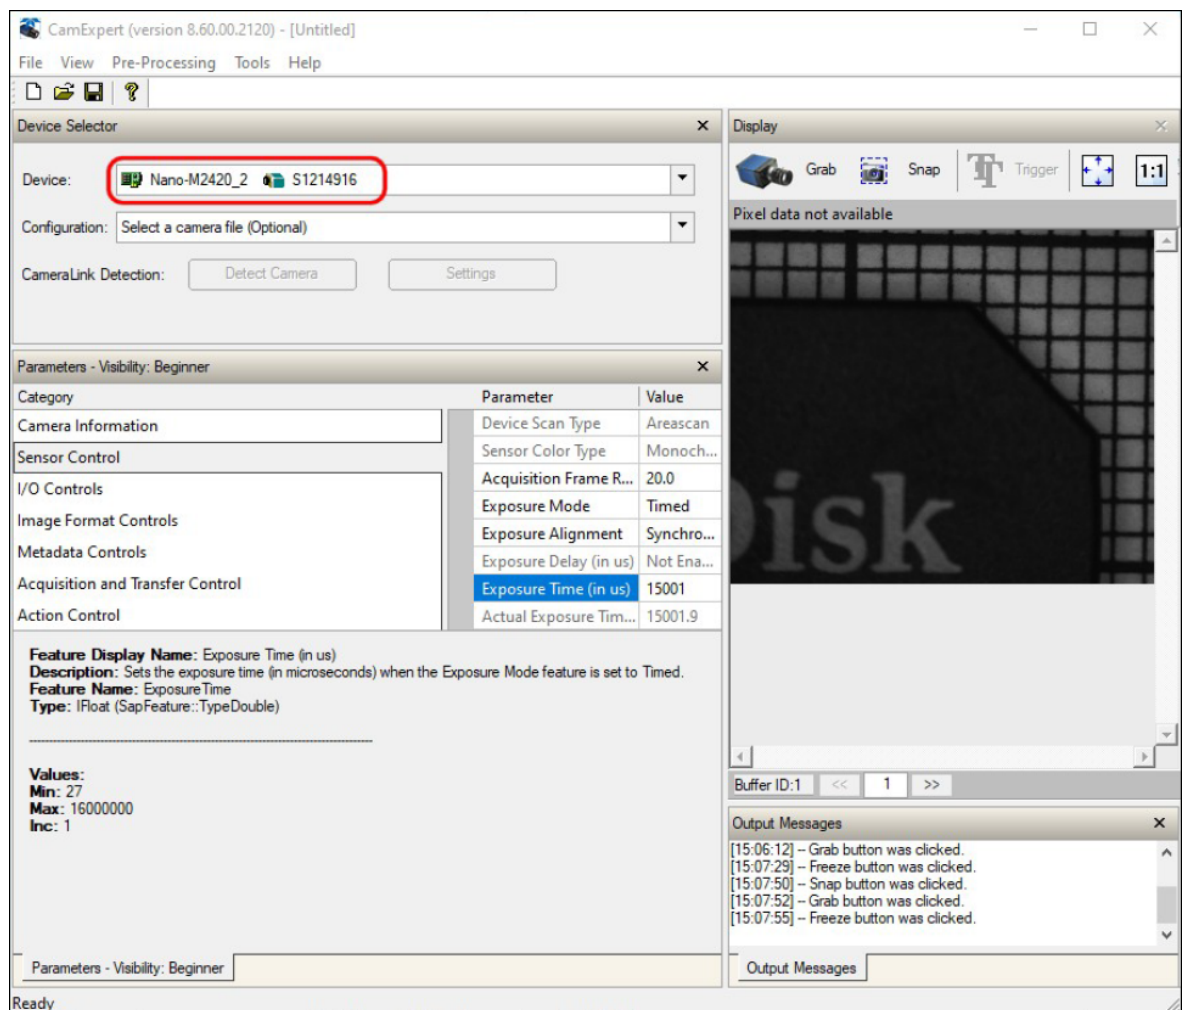 CamExpert (version 8.60.00.2120) - [Untitled]
File View Pre-Processing Tools Help
Device Selector
Device: Nano-M2420_2 S1214916
Configuration: Select a camera file (Optional)
CameraLink Detection: Detect Camera Settings
Parameters - Visibility: Beginner
Category
Camera Information
Sensor Control
I/O Controls
Image Format Controls
Metadata Controls
Acquisition and Transfer Control
Action Control
Parameter Value
Device Scan Type Areascan
Sensor Color Type Monoch...
Acquisition Frame R... 20.0
Exposure Mode Timed
Exposure Alignment Synchro...
Exposure Delay (in us) Not Ena...
Exposure Time (in us) 15001
Actual Exposure Tim... 15001.9
Feature Display Name: Exposure Time (in us)
Description: Sets the exposure time (in microseconds) when the Exposure Mode feature is set to Timed.
Feature Name: ExposureTime
Type: IFloat (SapFeature::TypeDouble)
Values:
Min: 27
Max: 16000000
Inc: 1
Parameters - Visibility: Beginner
Display
Grab Snap Trigger 1:1
Pixel data not available
Disk
Buffer ID:1 << 1 >>
Output Messages
[15:06:12] -- Grab button was clicked.
[15:07:29] -- Freeze button was clicked.
[15:07:50] -- Snap button was clicked.
[15:07:52] -- Grab button was clicked.
[15:07:55] -- Freeze button was clicked.
Output Messages
Ready